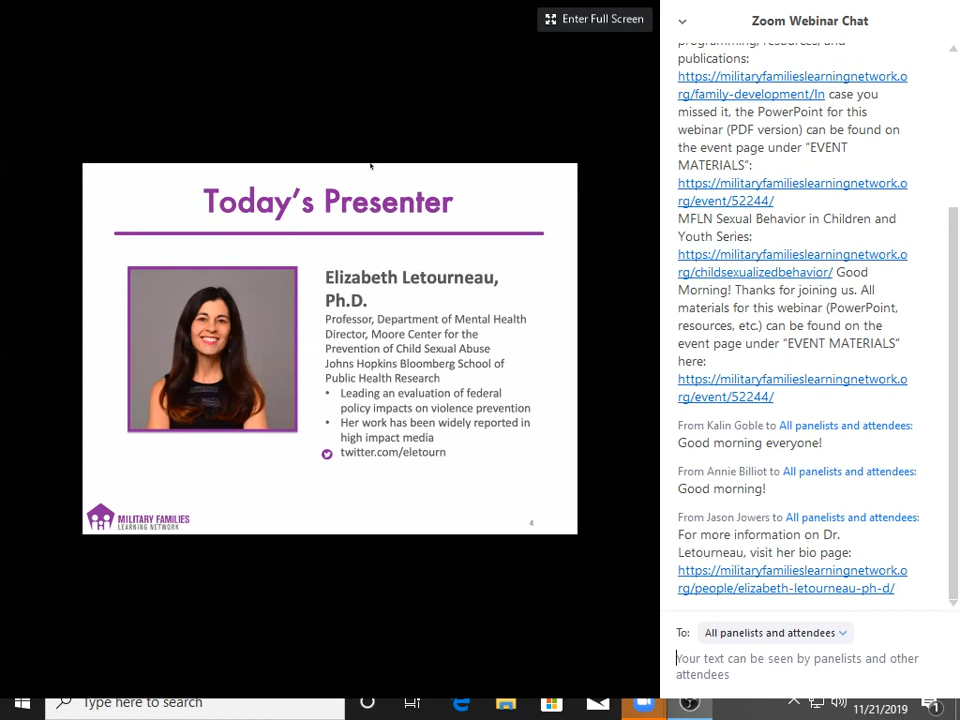 Enter Full Screen
Today's Presenter
Elizabeth Letourneau,
Ph.D.
Professor, Department of Mental Health
Director, Moore Center for the
Prevention of Child Sexual Abuse
Johns Hopkins Bloomberg School of
Public Health Research
• Leading an evaluation of federal
policy impacts on violence prevention
• Her work has been widely reported in
high impact media
twitter.com/eletourn
MILITARY FAMILIES
LEARNING NETWORK
4
Zoom Webinar Chat
programming, resources, and
publications:
https://militaryfamilieslearningnetwork.o
rg/family-development/In case you
missed it, the PowerPoint for this
webinar (PDF version) can be found on
the event page under “EVENT
MATERIALS”:
https://militaryfamilieslearningnetwork.o
rg/event/52244/
MFLN Sexual Behavior in Children and
Youth Series:
https://militaryfamilieslearningnetwork.o
rg/childsexualizedbehavior/ Good
Morning! Thanks for joining us. All
materials for this webinar (PowerPoint,
resources, etc.) can be found on the
event page under “EVENT MATERIALS”
here:
https://militaryfamilieslearningnetwork.o
rg/event/52244/
From Kalin Goble to All panelists and attendees:
Good morning everyone!
From Annie Billiot to All panelists and attendees:
Good morning!
From Jason Jowers to All panelists and attendees:
For more information on Dr.
Letourneau, visit her bio page:
https://militaryfamilieslearningnetwork.o
rg/people/elizabeth-letourneau-ph-d/
To: All panelists and attendees
Your text can be seen by panelists and other
attendees
Type here to search
11/21/2019
1